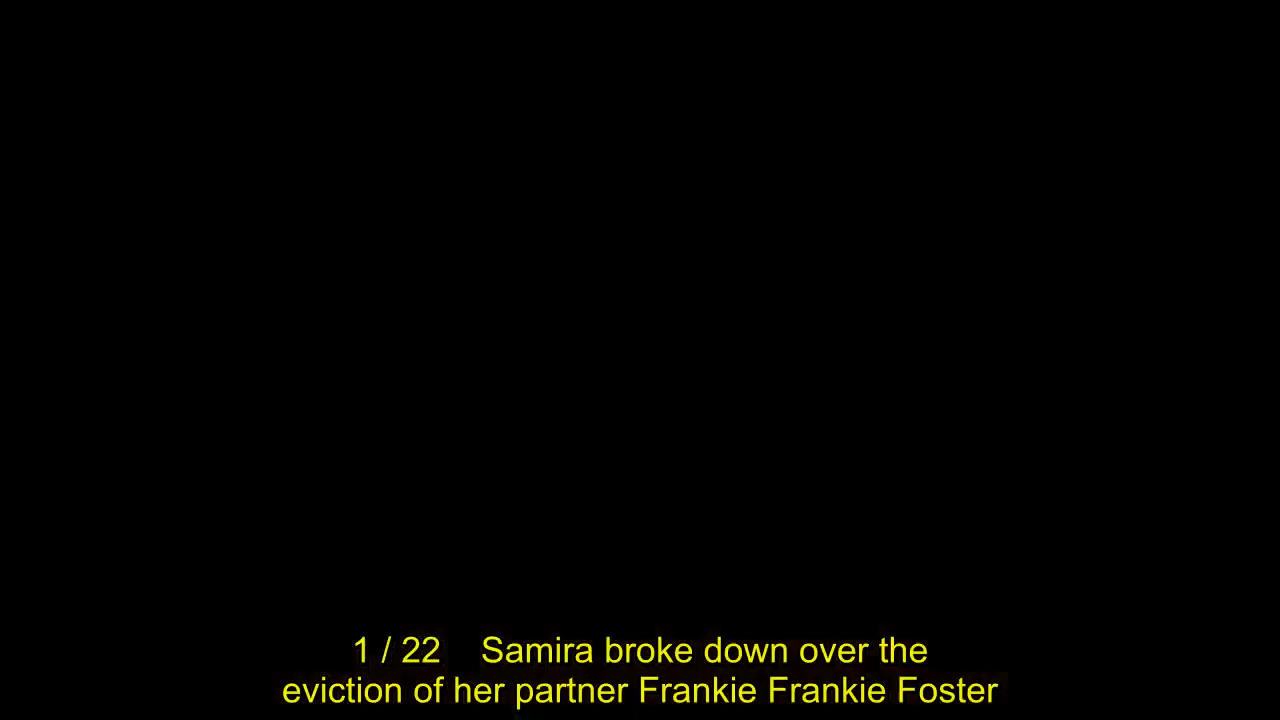 1 / 22    Samira broke down over the
eviction of her partner Frankie Frankie Foster